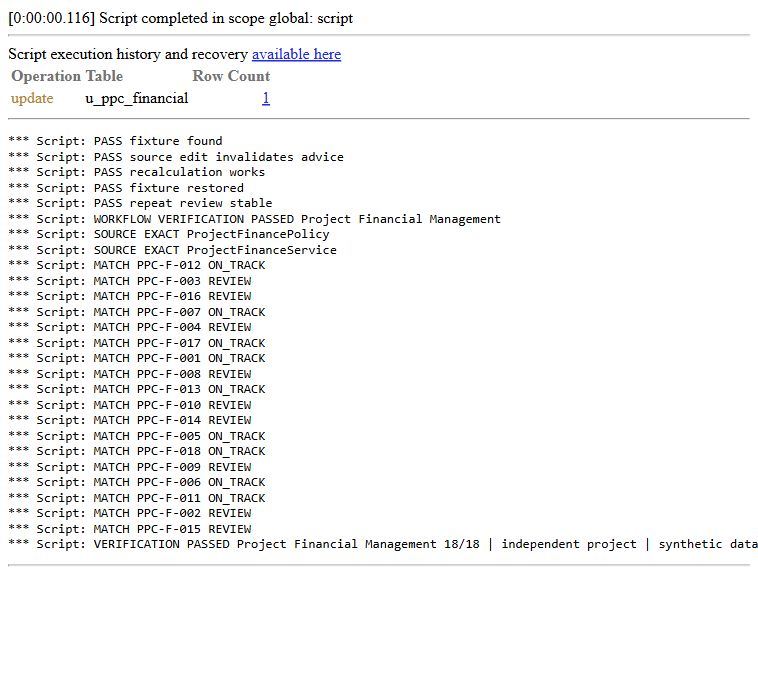 [0:00:00.116] Script completed in scope global: script
Script execution history and recovery available here
Operation Table Row Count
update u_ppc_financial 1
*** Script: PASS fixture found
*** Script: PASS source edit invalidates advice
*** Script: PASS recalculation works
*** Script: PASS fixture restored
*** Script: PASS repeat review stable
*** Script: WORKFLOW VERIFICATION PASSED Project Financial Management
*** Script: SOURCE EXACT ProjectFinancePolicy
*** Script: SOURCE EXACT ProjectFinanceService
*** Script: MATCH PPC-F-012 ON_TRACK
*** Script: MATCH PPC-F-003 REVIEW
*** Script: MATCH PPC-F-016 REVIEW
*** Script: MATCH PPC-F-007 ON_TRACK
*** Script: MATCH PPC-F-004 REVIEW
*** Script: MATCH PPC-F-017 ON_TRACK
*** Script: MATCH PPC-F-001 ON_TRACK
*** Script: MATCH PPC-F-008 REVIEW
*** Script: MATCH PPC-F-013 ON_TRACK
*** Script: MATCH PPC-F-010 REVIEW
*** Script: MATCH PPC-F-014 REVIEW
*** Script: MATCH PPC-F-005 ON_TRACK
*** Script: MATCH PPC-F-018 ON_TRACK
*** Script: MATCH PPC-F-009 REVIEW
*** Script: MATCH PPC-F-006 ON_TRACK
*** Script: MATCH PPC-F-011 ON_TRACK
*** Script: MATCH PPC-F-002 REVIEW
*** Script: MATCH PPC-F-015 REVIEW
*** Script: VERIFICATION PASSED Project Financial Management 18/18 | independent project | synthetic data